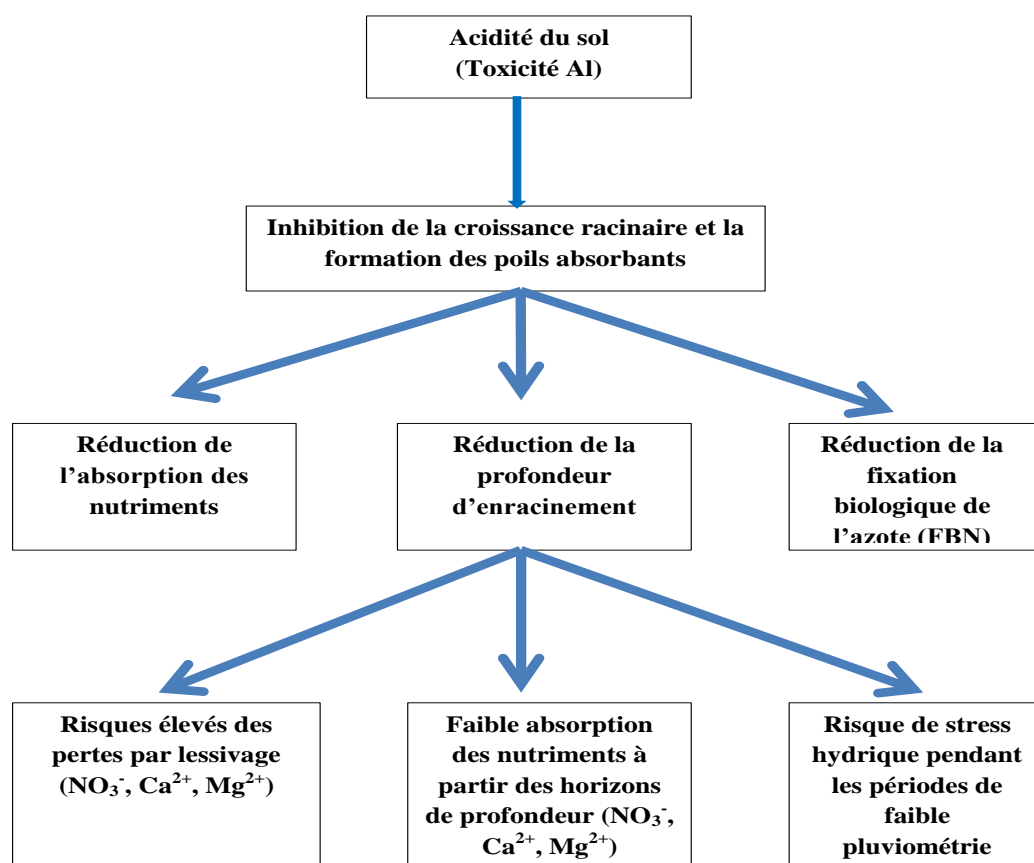 Acidité du sol
(Toxicité Al)
Inhibition de la croissance racinaire et la
formation des poils absorbants
Réduction de
l’absorption des
nutriments
Réduction de la
profondeur
d’enracinement
Réduction de la
fixation
biologique de
l’azote (FBN)
Risques élevés des
pertes par lessivage
(NO₃⁻, Ca²⁺, Mg²⁺)
Faible absorption
des nutriments à
partir des horizons
de profondeur (NO₃⁻,
Ca²⁺, Mg²⁺)
Risque de stress
hydrique pendant
les périodes de
faible
pluviométrie